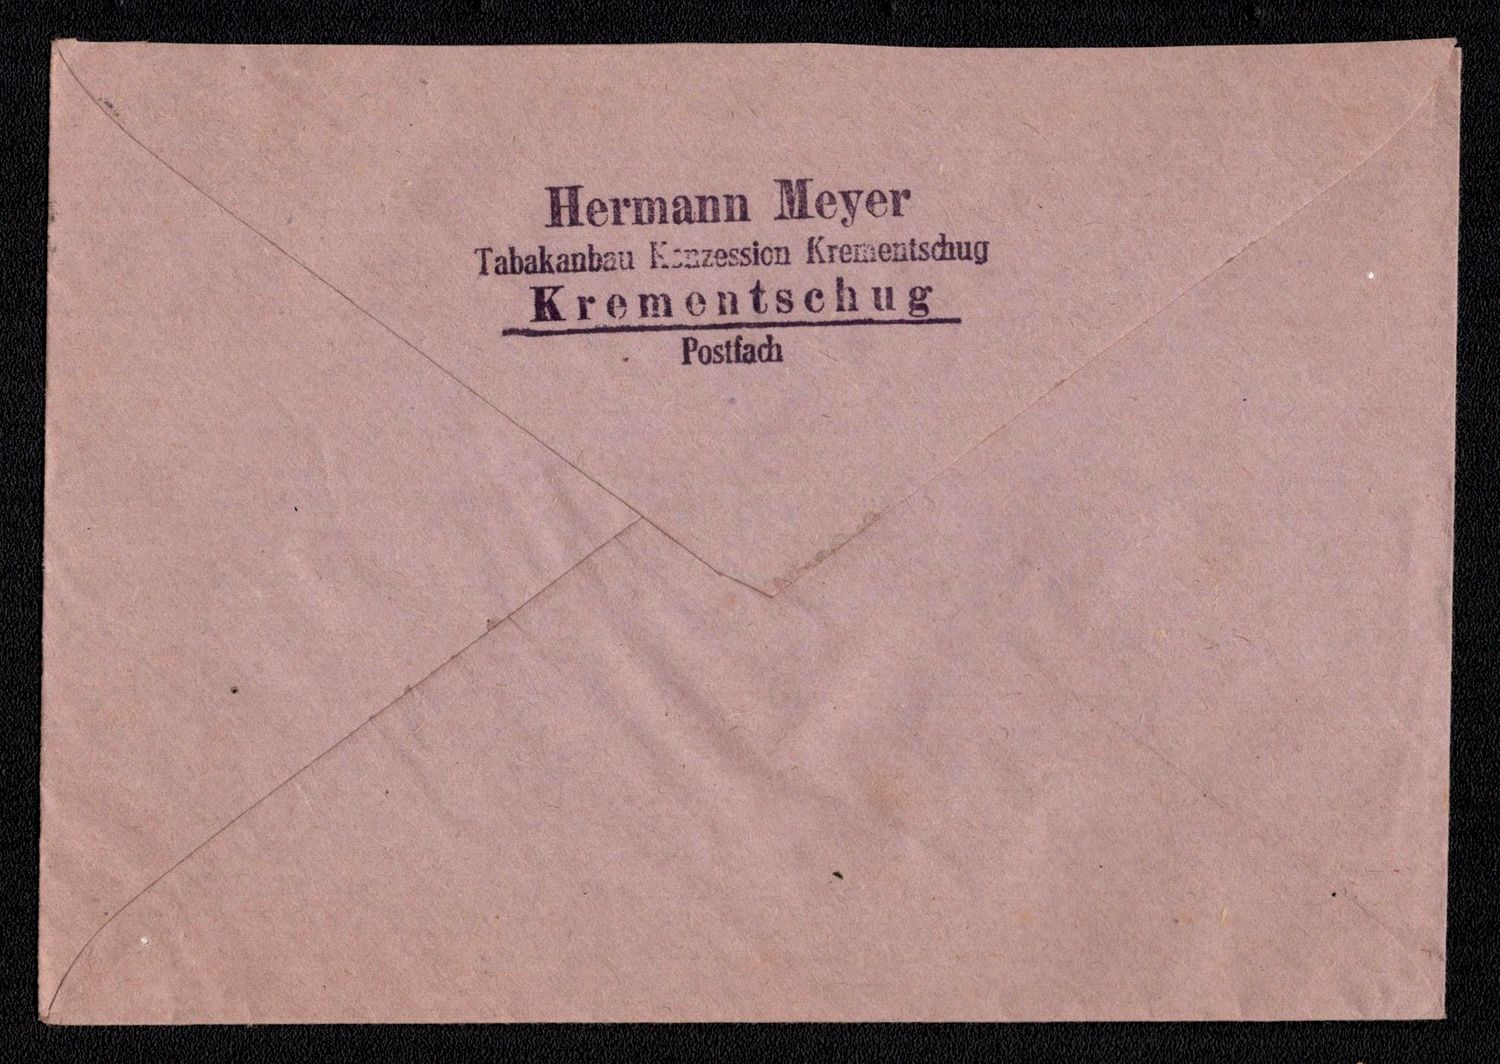 Hermann Meyer
Tabakanbau Konzession Krementschug
Krementschug
Postfach